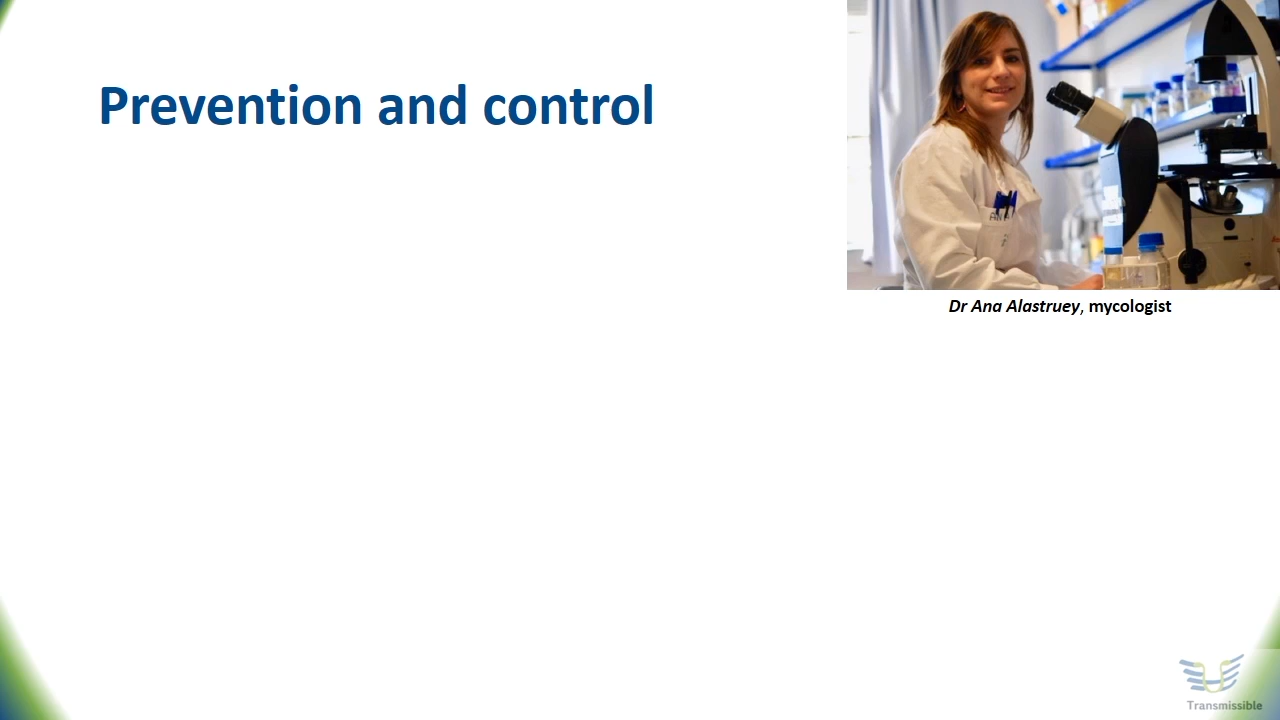 Prevention and control
Dr Ana Alastruey, mycologist
Transmissible